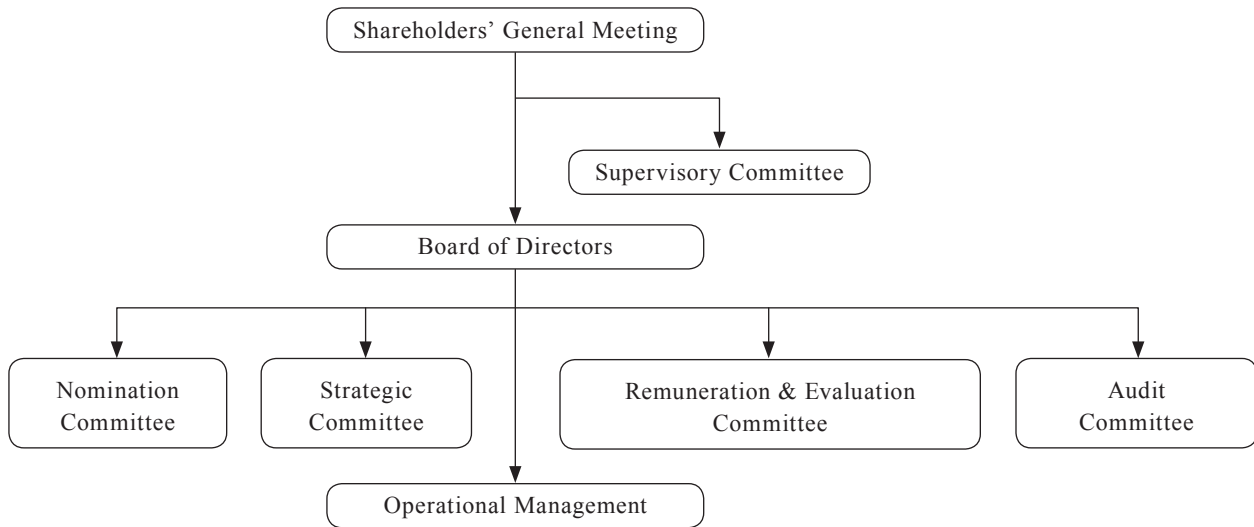 Shareholders’ General Meeting
Supervisory Committee
Board of Directors
Nomination
Committee
Strategic
Committee
Remuneration & Evaluation
Committee
Audit
Committee
Operational Management